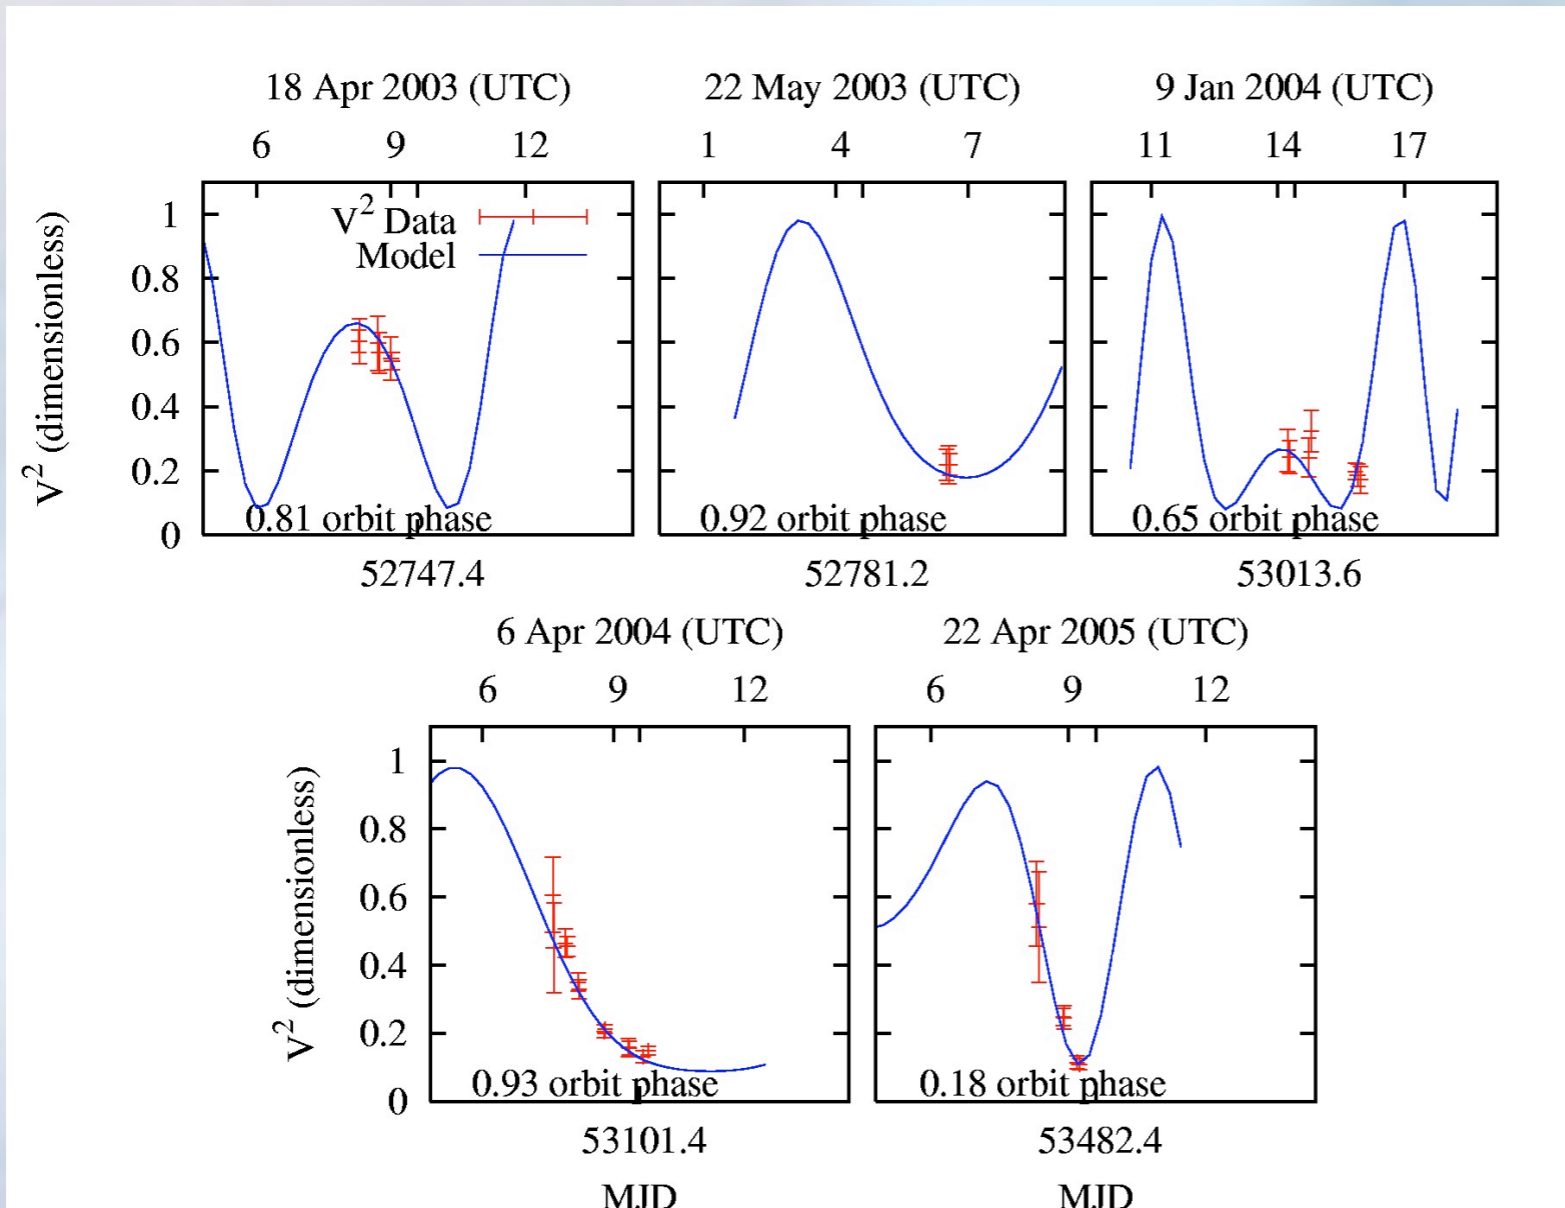 18 Apr 2003 (UTC) 22 May 2003 (UTC) 9 Jan 2004 (UTC)
6 9 12 1 4 7 11 14 17
V² (dimensionless)
1
0.8
0.6
0.4
0.2
0
V² Data
Model
0.81 orbit phase 0.92 orbit phase 0.65 orbit phase
52747.4 52781.2 53013.6
6 Apr 2004 (UTC) 22 Apr 2005 (UTC)
6 9 12 6 9 12
V² (dimensionless)
1
0.8
0.6
0.4
0.2
0
0.93 orbit phase 0.18 orbit phase
53101.4 53482.4
MJD MJD